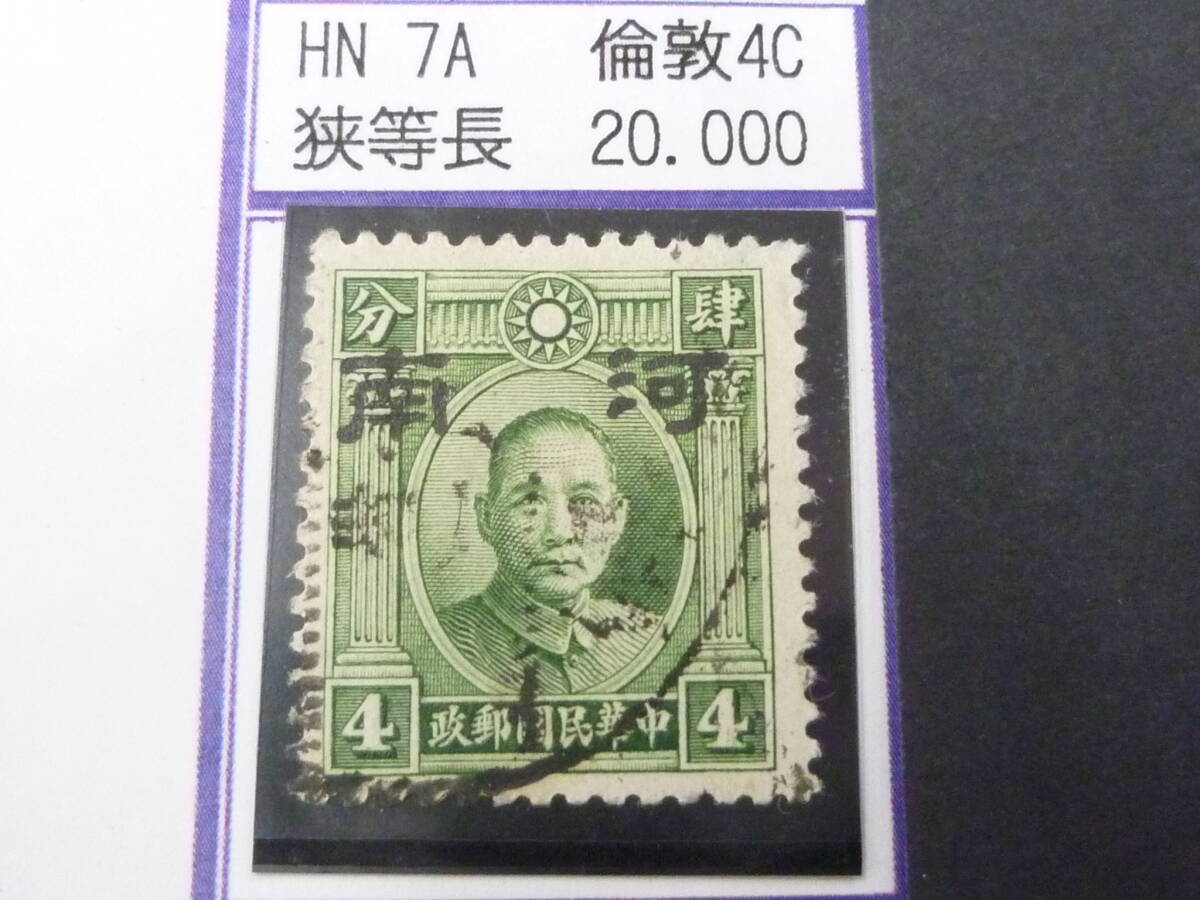 HN 7A 倫敦4C
狭等長 20.000
分 肆
南 河
4 政郵國民華中 4